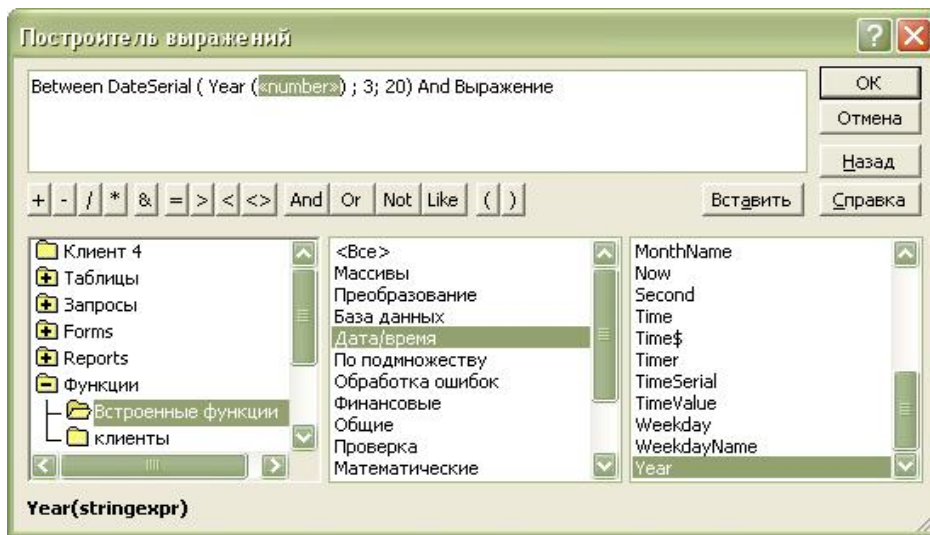 Построитель выражений
Between DateSerial ( Year («number») ; 3; 20) And Выражение
ОК
Отмена
Назад
+ - / * & = > < <> And Or Not Like ( )
Вставить
Справка
Клиент 4
Таблицы
Запросы
Forms
Reports
Функции
Встроенные функции
клиенты
<Все>
Массивы
Преобразование
База данных
Дата/время
По подмножеству
Обработка ошибок
Финансовые
Общие
Проверка
Математические
MonthName
Now
Second
Time
Time$
Timer
TimeSerial
TimeValue
Weekday
WeekdayName
Year
Year(stringexpr)